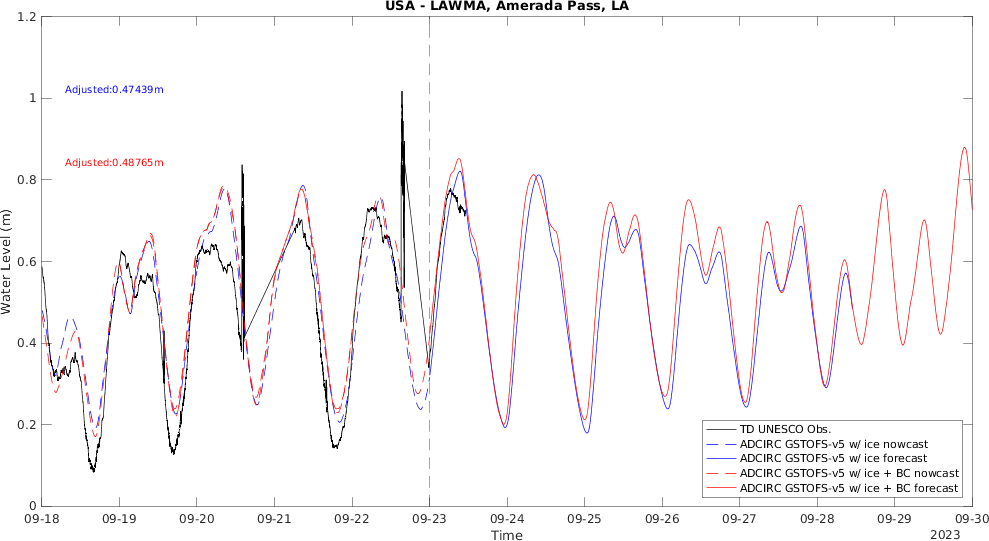 USA - LAWMA, Amerada Pass, LA
1.2
1
0.8
0.6
0.4
0.2
0
Water Level (m)
Adjusted:0.47439m
Adjusted:0.48765m
TD UNESCO Obs.
ADCIRC GSTOFS-v5 w/ ice nowcast
ADCIRC GSTOFS-v5 w/ ice forecast
ADCIRC GSTOFS-v5 w/ ice + BC nowcast
ADCIRC GSTOFS-v5 w/ ice + BC forecast
09-18 09-19 09-20 09-21 09-22 09-23 09-24 09-25 09-26 09-27 09-28 09-29 09-30
Time
2023